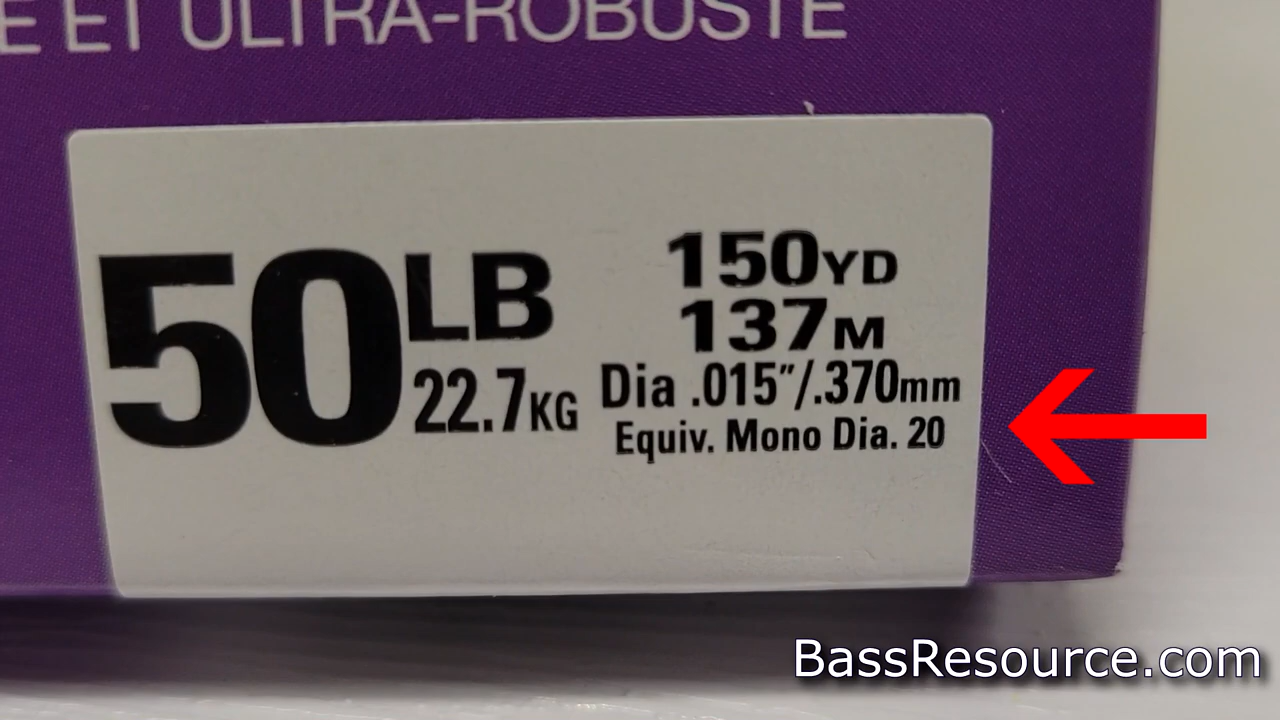 E ET ULTRA-ROBUSTE
50LB
22.7KG
150YD
137M
Dia .015"/.370mm
Equiv. Mono Dia. 20
BassResource.com